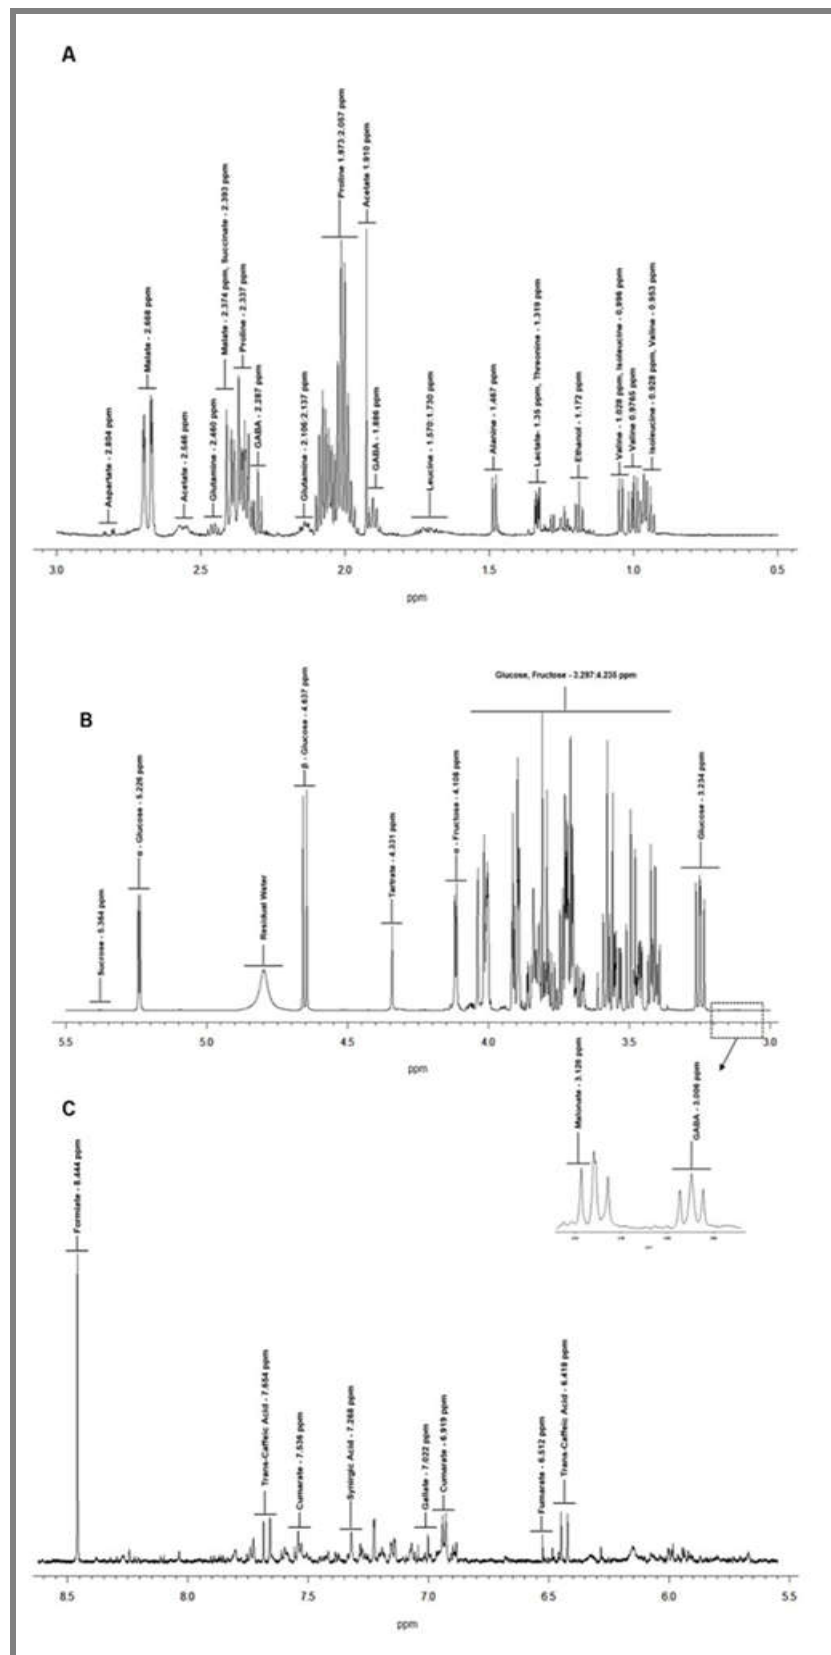 A
Aspartate - 2.804 ppm
Malate - 2.668 ppm
Acetate - 2.546 ppm
Glutamine - 2.460 ppm
Malate - 2.374 ppm, Succinate - 2.393 ppm
Proline - 2.337 ppm
GABA - 2.287 ppm
Glutamine - 2.106:2.137 ppm
Proline 1.973:2.057 ppm
Acetate 1.910 ppm
GABA - 1.886 ppm
Leucine - 1.570:1.730 ppm
Alanine - 1.467 ppm
Lactate- 1.35 ppm, Threonine - 1.319 ppm
Ethanol - 1.172 ppm
Valine - 1.028 ppm, Isoleucine - 0,996 ppm
Valine 0.9765 ppm
Isoleucine - 0.928 ppm, Valine - 0.953 ppm
3.0 2.5 2.0 1.5 1.0 0.5
ppm
B
Sucrose - 5.364 ppm
α - Glucose - 5.226 ppm
Residual Water
β - Glucose - 4.637 ppm
Tartrate - 4.331 ppm
α - Fructose - 4.108 ppm
Glucose, Fructose - 3.297:4.235 ppm
Glucose - 3.234 ppm
5.5 5.0 4.5 4.0 3.5 3.0
ppm
Malonate - 3.126 ppm
GABA - 3.006 ppm
C
Formiate - 8.444 ppm
Trans-Caffeic Acid - 7.654 ppm
Cumarate - 7.536 ppm
Synirgic Acid - 7.268 ppm
Gallate - 7.022 ppm
Cumarate - 6.919 ppm
Fumarate - 6.512 ppm
Trans-Caffeic Acid - 6.418 ppm
8.5 8.0 7.5 7.0 6.5 6.0 5.5
ppm